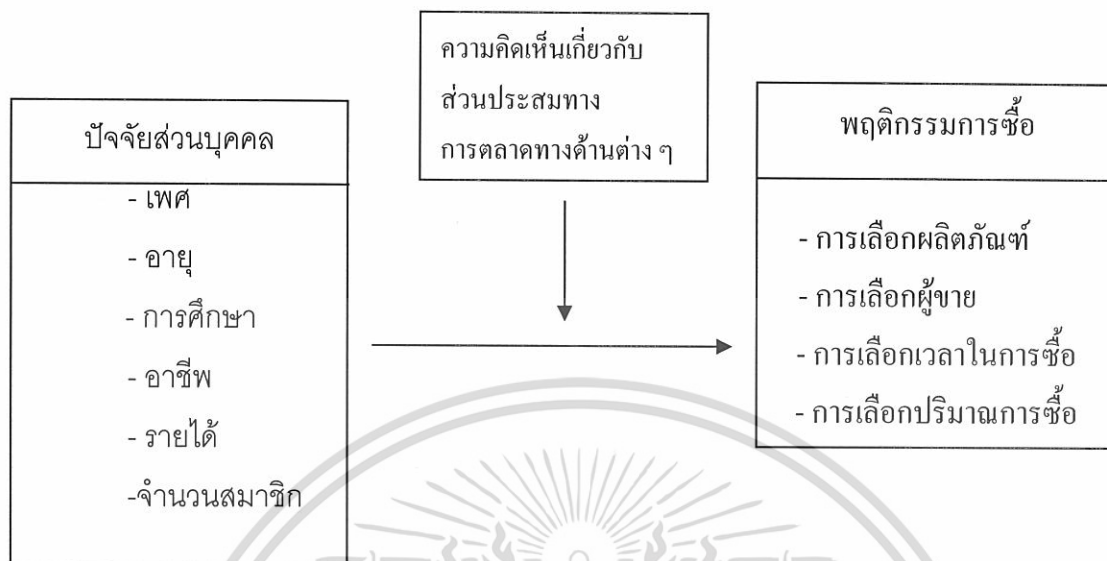 ความคิดเห็นเกี่ยวกับ
ส่วนประสมทาง
การตลาดทางด้านต่าง ๆ
ปัจจัยส่วนบุคคล
- เพศ
- อายุ
- การศึกษา
- อาชีพ
- รายได้
-จำนวนสมาชิก
พฤติกรรมการซื้อ
- การเลือกผลิตภัณฑ์
- การเลือกผู้ขาย
- การเลือกเวลาในการซื้อ
- การเลือกปริมาณการซื้อ